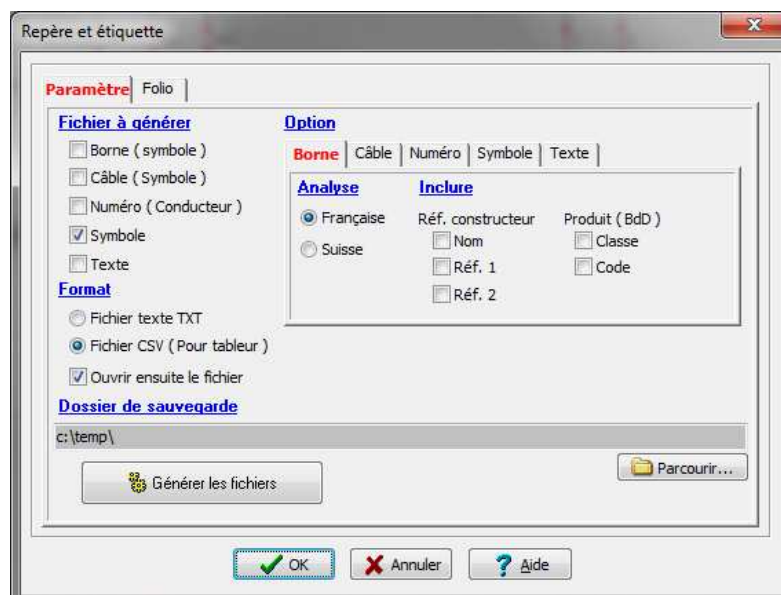 Repère et étiquette
Paramètre Folio
Fichier à générer
Borne ( symbole )
Câble ( Symbole )
Numéro ( Conducteur )
Symbole
Texte
Format
Fichier texte TXT
Fichier CSV ( Pour tableur )
Ouvrir ensuite le fichier
Option
Borne Câble Numéro Symbole Texte
Analyse
Française
Suisse
Inclure
Réf. constructeur
Nom
Réf. 1
Réf. 2
Produit ( BdD )
Classe
Code
Dossier de sauvegarde
c:\temp\
Parcourir...
Générer les fichiers
OK Annuler Aide